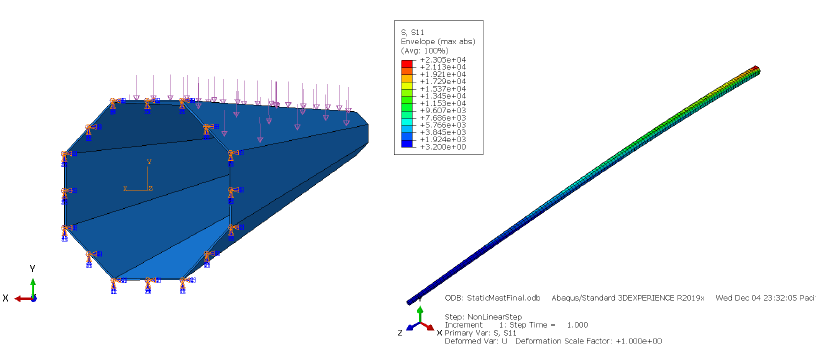 Y
X
S
Y
X
S, S11
Envelope (max abs)
(Avg: 100%)
+2.305e+04
+2.113e+04
+1.921e+04
+1.729e+04
+1.537e+04
+1.345e+04
+1.153e+04
+9.607e+03
+7.686e+03
+5.766e+03
+3.845e+03
+1.924e+03
+3.200e+00
Y
Z
X
ODB: StaticMastFinal.odb Abaqus/Standard 3DEXPERIENCE R2019x Wed Dec 04 23:32:05 Paci
Step: NonLinearStep
Increment 1: Step Time = 1.000
Primary Var: S, S11
Deformed Var: U Deformation Scale Factor: +1.000e+00